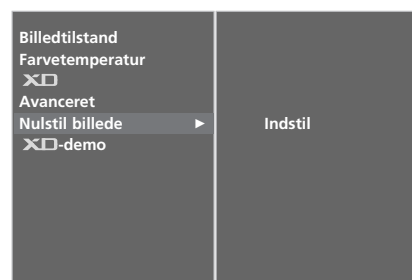 Billedtilstand
Farvetemperatur
XD
Avanceret
Nulstil billede ► Indstil
XD-demo